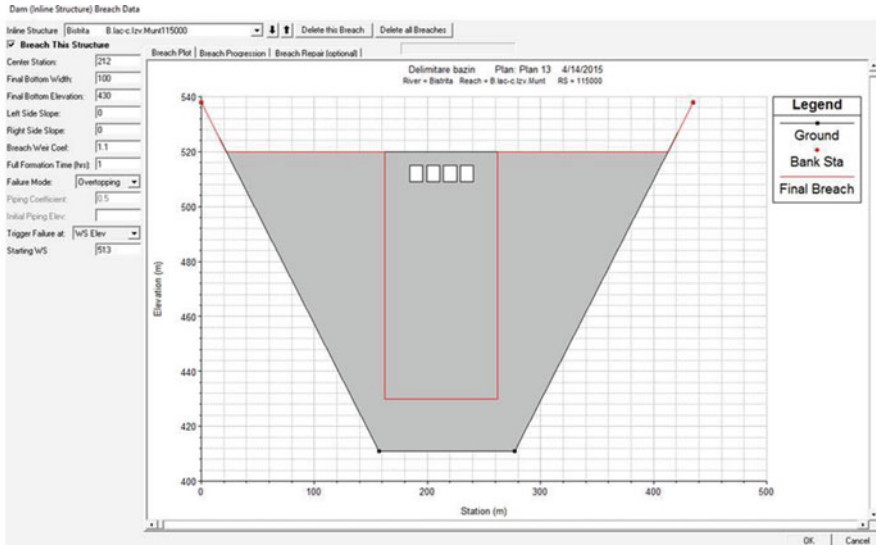 Dam (Inline Structure) Breach Data
Inline Structure Bistrita B.lac-c.Izv.Munt115000 Delete this Breach Delete all Breaches
Breach This Structure
Breach Plot Breach Progression Breach Repair (optional)
Center Station: 212
Final Bottom Width: 100
Final Bottom Elevation: 430
Left Side Slope: 0
Right Side Slope: 0
Breach Weir Coef: 1.1
Full Formation Time (hrs): 1
Failure Mode: Overtopping
Piping Coefficient: 0.5
Initial Piping Elev:
Trigger Failure at: WS Elev
Starting WS 513
Delimitare bazin Plan: Plan 13 4/14/2015
River = Bistrita Reach = B.lac-c.Izv.Munt RS = 115000
Elevation (m)
540
520
500
480
460
440
420
400
0 100 200 300 400 500
Station (m)
Legend
Ground
Bank Sta
Final Breach
OK Cancel